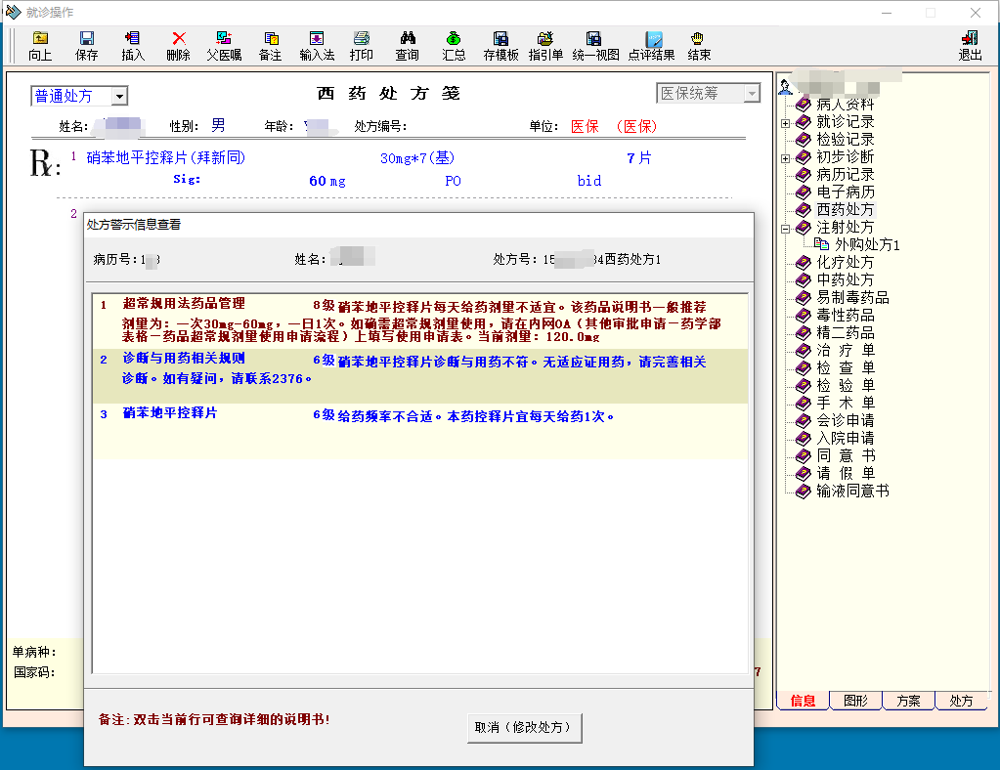 就诊操作
向上 保存 插入 删除 父医嘱 备注 输入法 打印 查询 汇总 存模板 指引单 统一视图 点评结果 结束 退出
普通处方 西 药 处 方 笺 医保统筹
姓名: 性别: 男 年龄: 处方编号: 单位: 医保 (医保)
R: 1 硝苯地平控释片(拜新同) 30mg*7(基) 7 片
Sig: 60 mg PO bid
2
处方警示信息查看
病历号: 姓名: 处方号: 西药处方1
1 超常规用法药品管理 8级 硝苯地平控释片每天给药剂量不适宜。该药品说明书一般推荐
剂量为: 一次30mg-60mg, 一日1次。如确需超常规剂量使用, 请在内网OA (其他审批申请-药学部
表格-药品超常规剂量使用申请流程) 上填写使用申请表。当前剂量: 120.0mg
2 诊断与用药相关规则 6级 硝苯地平控释片诊断与用药不符。无适应证用药, 请完善相关
诊断。如有疑问, 请联系2376。
3 硝苯地平控释片 6级 给药频率不合适。本药控释片宜每天给药1次。
单病种:
国家码:
7
备注: 双击当前行可查询详细的说明书!
取消 (修改处方)
病人资料
就诊记录
检验记录
初步诊断
病历记录
电子病历
西药处方
注射处方
外购处方1
化疗处方
中药处方
易制毒药品
毒性药品
精二药品
治 疗 单
检 查 单
检 验 单
手 术 单
会诊申请
入院申请
同 意 书
请 假 单
输液同意书
信息 图形 方案 处方